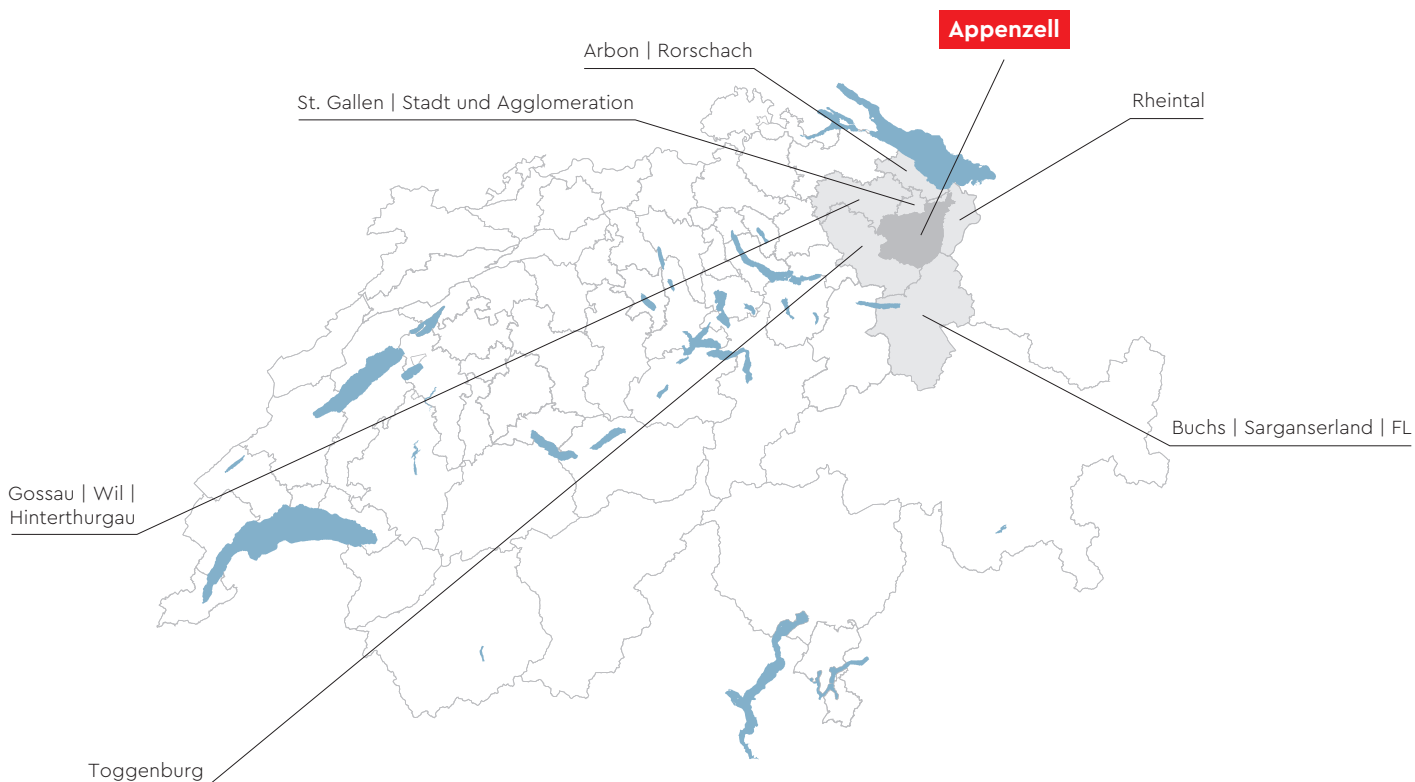 Appenzell
Arbon | Rorschach
St. Gallen | Stadt und Agglomeration
Rheintal
Buchs | Sarganserland | FL
Gossau | Wil |
Hinterthurgau
Toggenburg